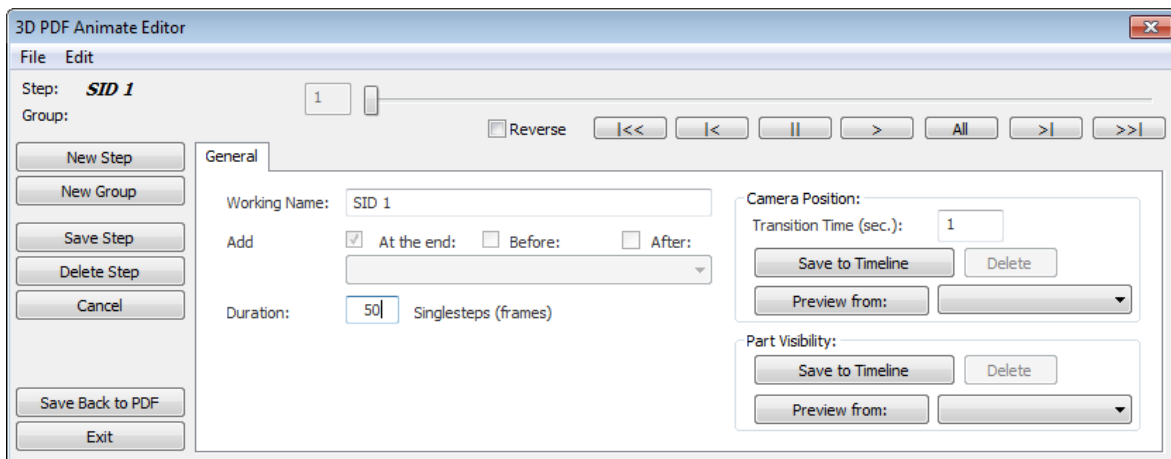 3D PDF Animate Editor
File Edit
Step: SID 1
1
Group:
Reverse |<< |< || > All >| >>|
New Step
New Group
Save Step
Delete Step
Cancel
Save Back to PDF
Exit
General
Working Name: SID 1
Add At the end: Before: After:
Duration: 50 Singlesteps (frames)
Camera Position:
Transition Time (sec.): 1
Save to Timeline Delete
Preview from:
Part Visibility:
Save to Timeline Delete
Preview from: